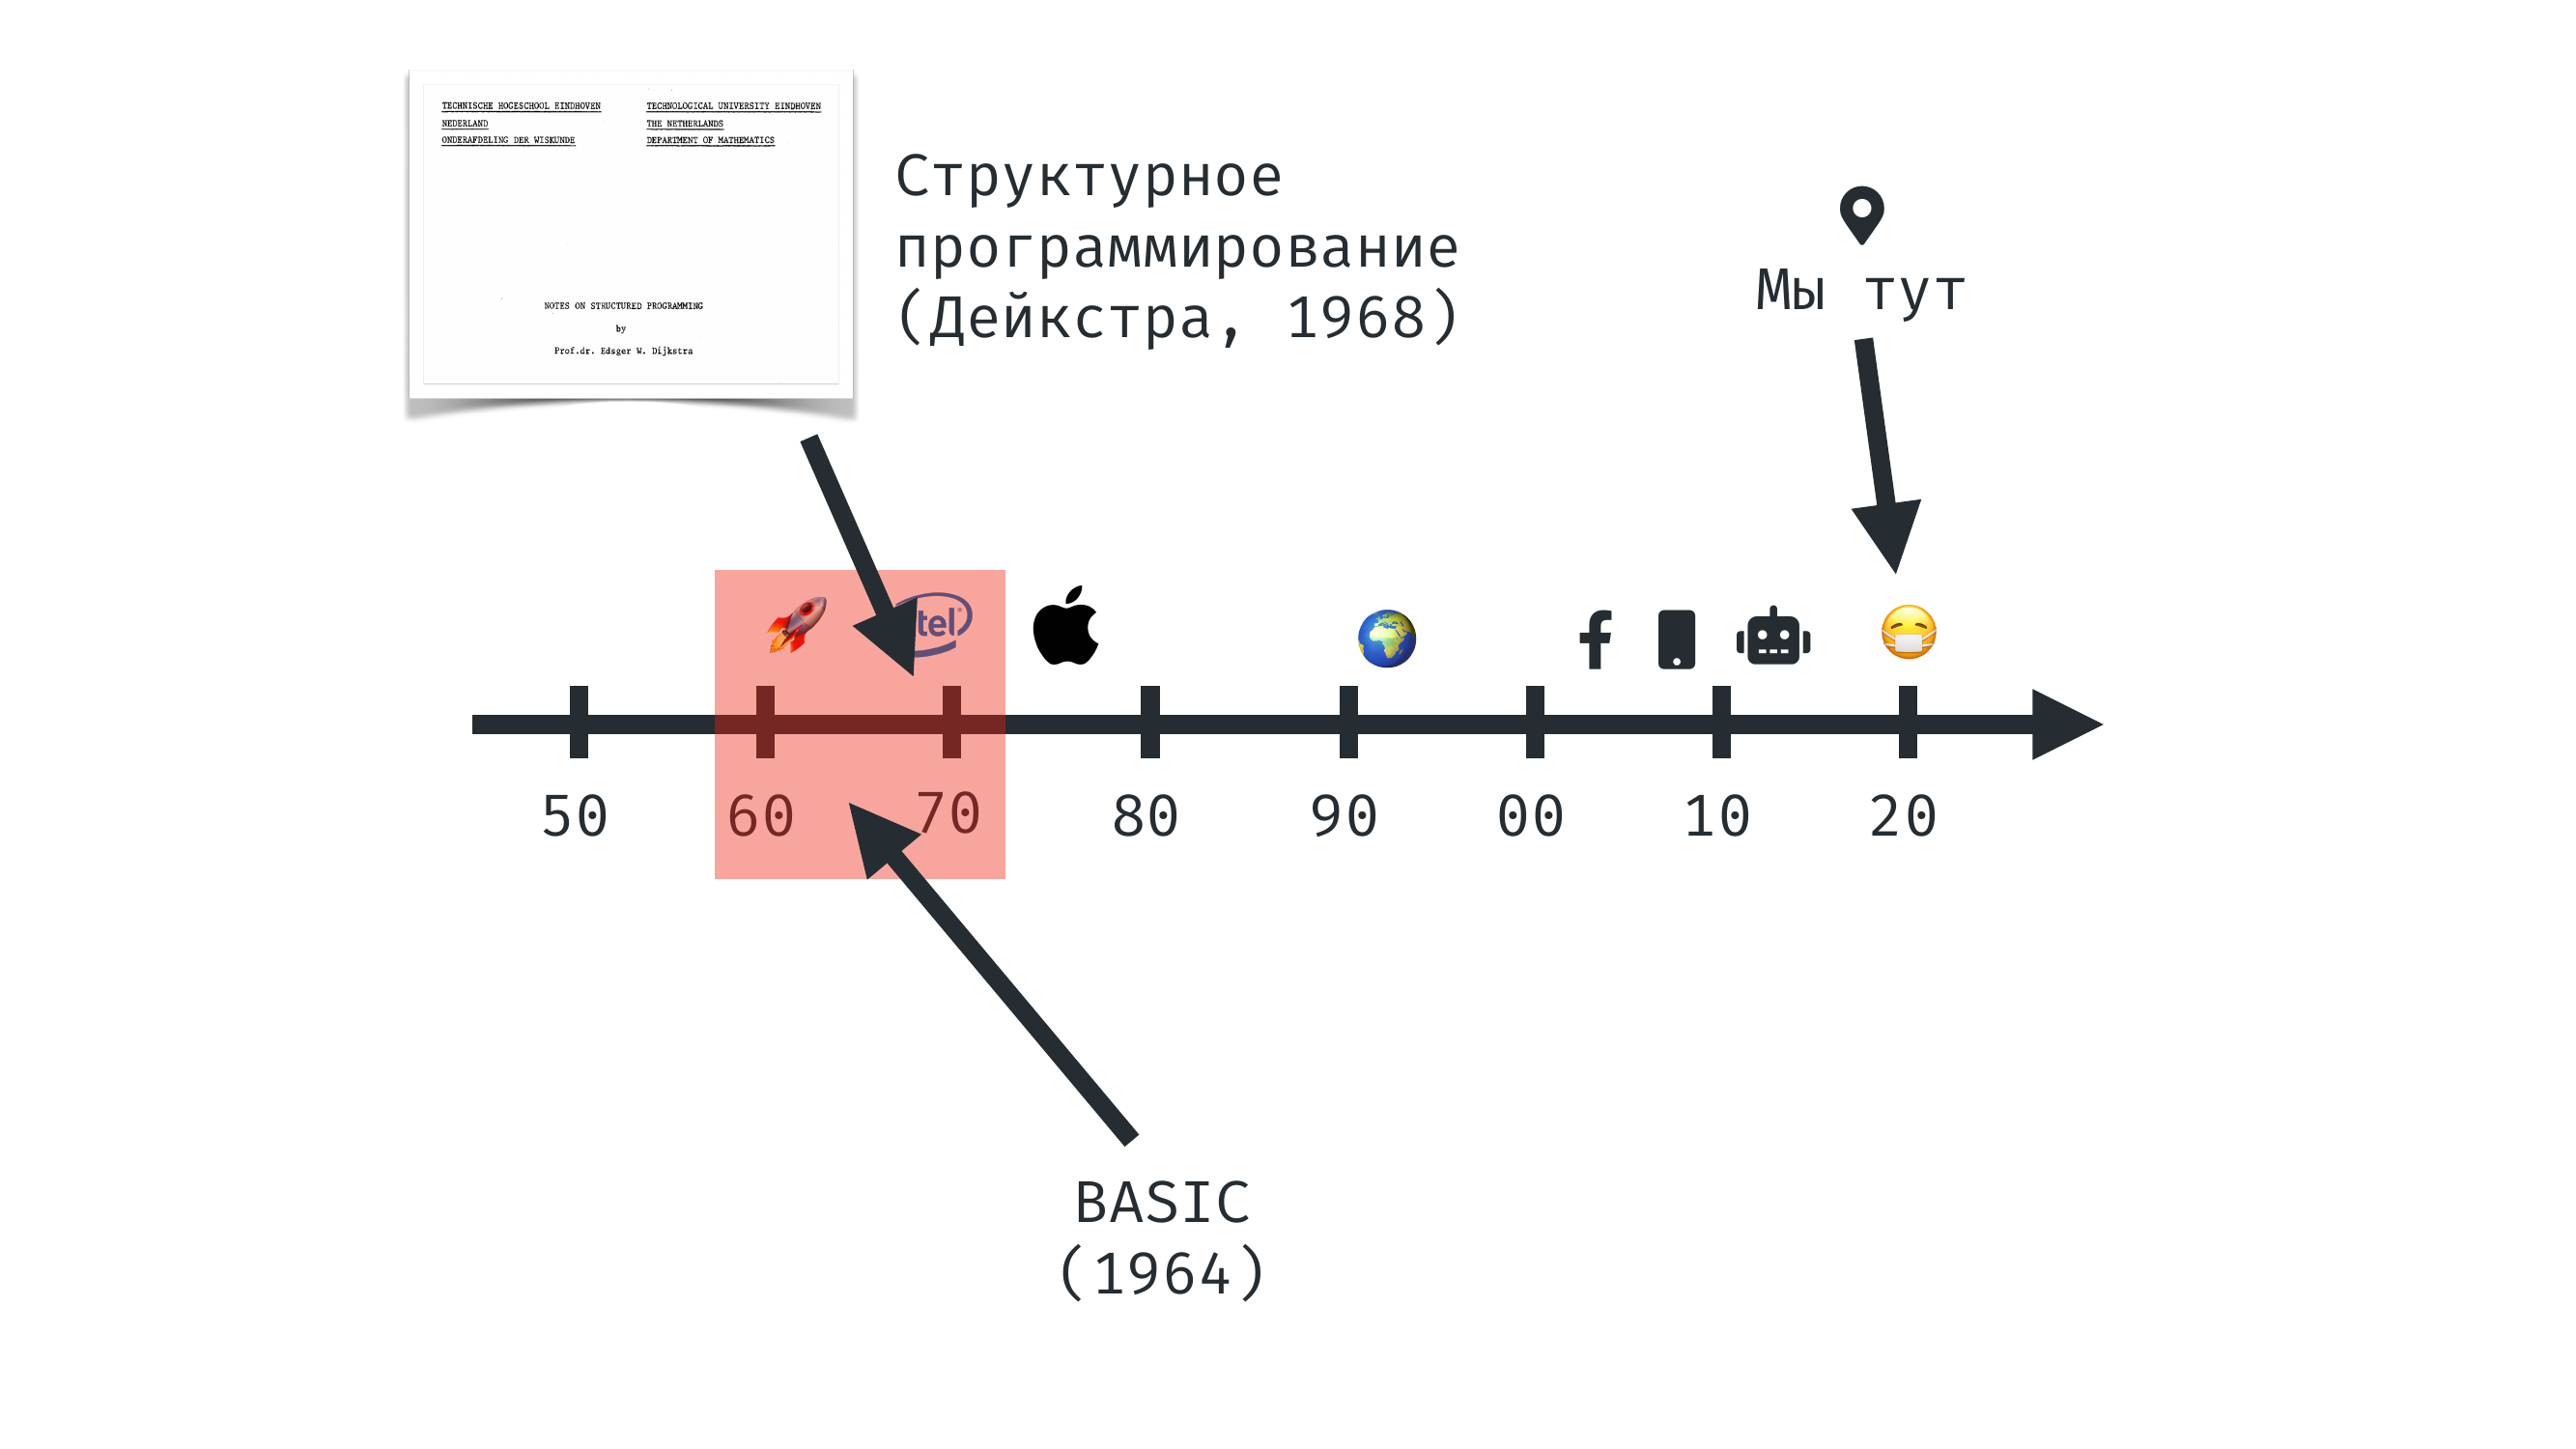 TECHNISCHE HOGESCHOOL EINDHOVEN
NEDERLAND
ONDERAFDELING DER WISKUNDE
TECHNOLOGICAL UNIVERSITY EINDHOVEN
THE NETHERLANDS
DEPARTMENT OF MATHEMATICS
NOTES ON STRUCTURED PROGRAMMING
by
Prof.dr. Edsger W. Dijkstra
Структурное
программирование
(Дейкстра, 1968)
Мы тут
tel
50 60 70 80 90 00 10 20
BASIC
(1964)